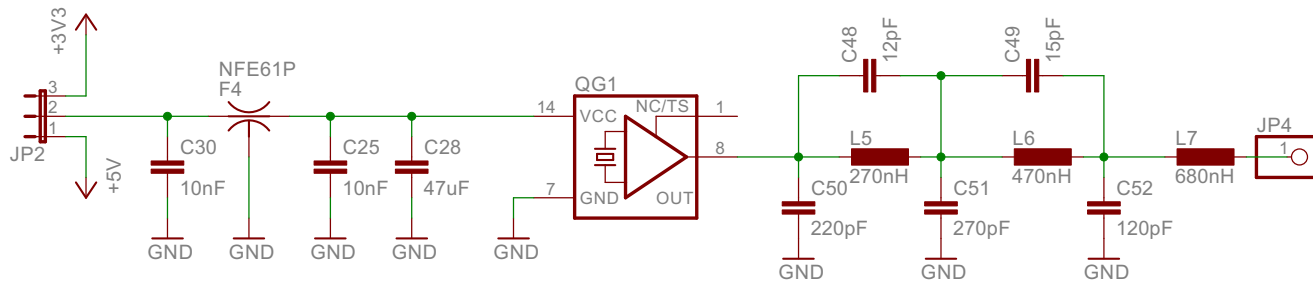 +3V3
JP2
3
2
1
+5V
C30
10nF
GND
NFE61P
F4
GND
C25
10nF
GND
C28
47uF
GND
QG1
14
VCC
NC/TS
1
8
7
GND
OUT
GND
C48
12pF
C49
15pF
L5
270nH
L6
470nH
L7
680nH
JP4
1
C50
220pF
GND
C51
270pF
GND
C52
120pF
GND